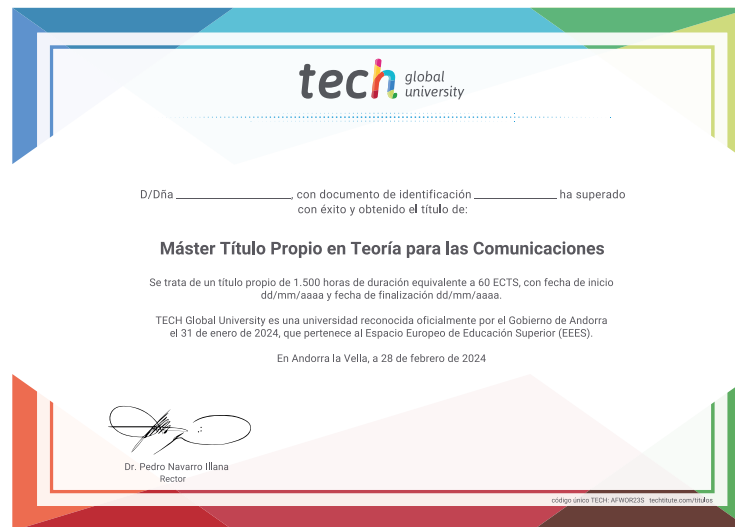 tech global university
D/Dña ____________________, con documento de identificación ______________ ha superado
con éxito y obtenido el título de:
Máster Título Propio en Teoría para las Comunicaciones
Se trata de un título propio de 1.500 horas de duración equivalente a 60 ECTS, con fecha de inicio
dd/mm/aaaa y fecha de finalización dd/mm/aaaa.
TECH Global University es una universidad reconocida oficialmente por el Gobierno de Andorra
el 31 de enero de 2024, que pertenece al Espacio Europeo de Educación Superior (EEES).
En Andorra la Vella, a 28 de febrero de 2024
Dr. Pedro Navarro Illana
Rector
código único TECH: AFWOR23S techtitute.com/titulos